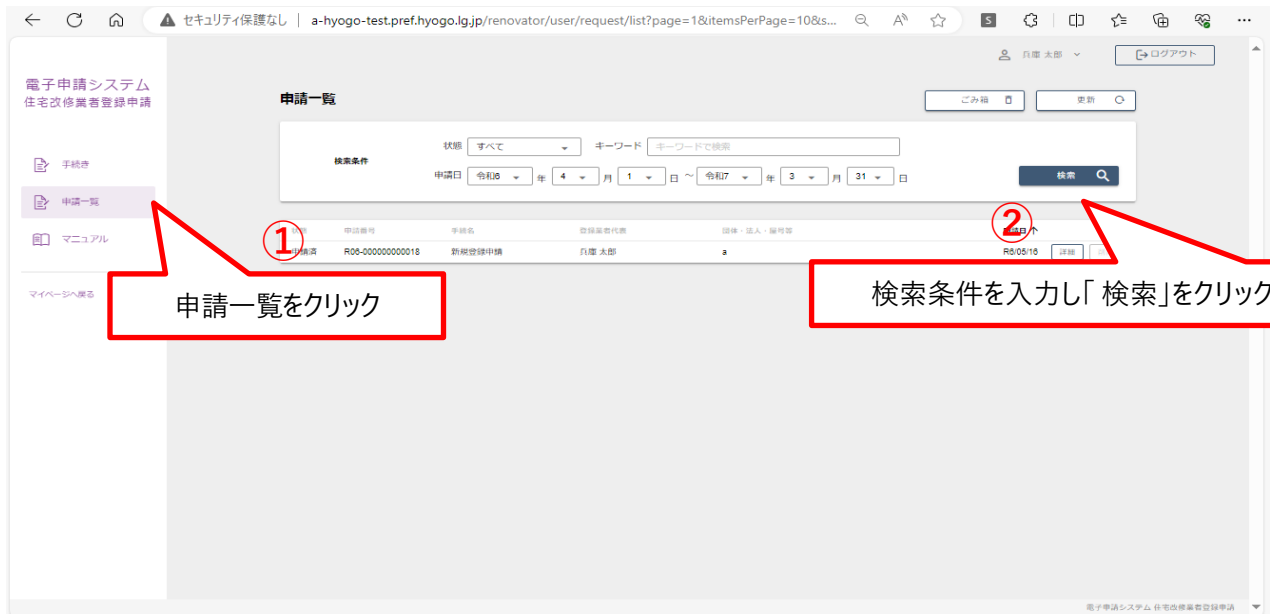 セキュリティ保護なし | a-hyogo-test.pref.hyogo.lg.jp/renovator/user/request/list?page=1&itemsPerPage=10&s...
兵庫 太郎 ログアウト
電子申請システム
住宅改修業者登録申請
申請一覧 ごみ箱 更新
状態 すべて キーワード キーワードで検索
検索条件
申請日 令和6 年 4 月 1 日 ～ 令和7 年 3 月 31 日 検索
手続き
申請一覧
マニュアル
マイページへ戻る
申請番号 手続名 登録業者代表 団体・法人・屋号等 申請日
① ②
申請済 R06-000000000018 新規登録申請 兵庫 太郎 a R6/05/16 詳細
申請一覧をクリック
検索条件を入力し「検索」をクリック
電子申請システム 住宅改修業者登録申請